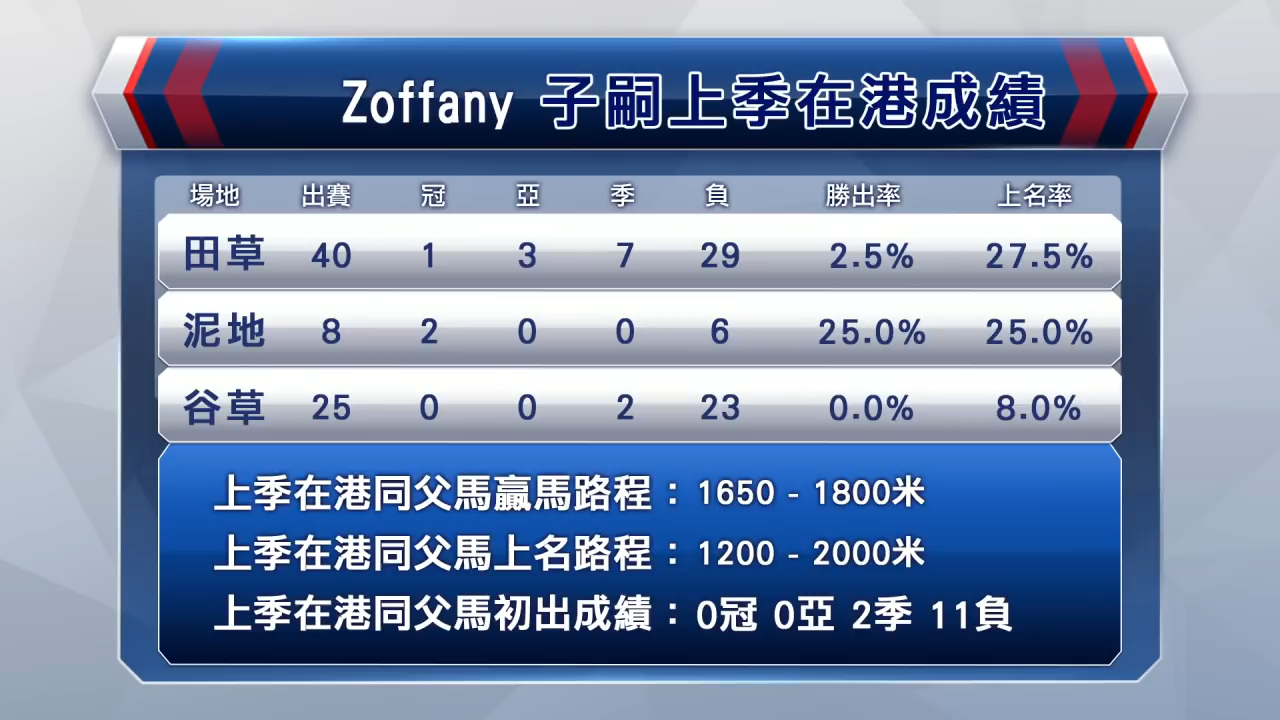 Zoffany 子嗣上季在港成績
場地 出賽 冠 亞 季 負 勝出率 上名率
田草 40 1 3 7 29 2.5% 27.5%
泥地 8 2 0 0 6 25.0% 25.0%
谷草 25 0 0 2 23 0.0% 8.0%
上季在港同父馬贏馬路程：1650 - 1800米
上季在港同父馬上名路程：1200 - 2000米
上季在港同父馬初出成績：0冠 0亞 2季 11負